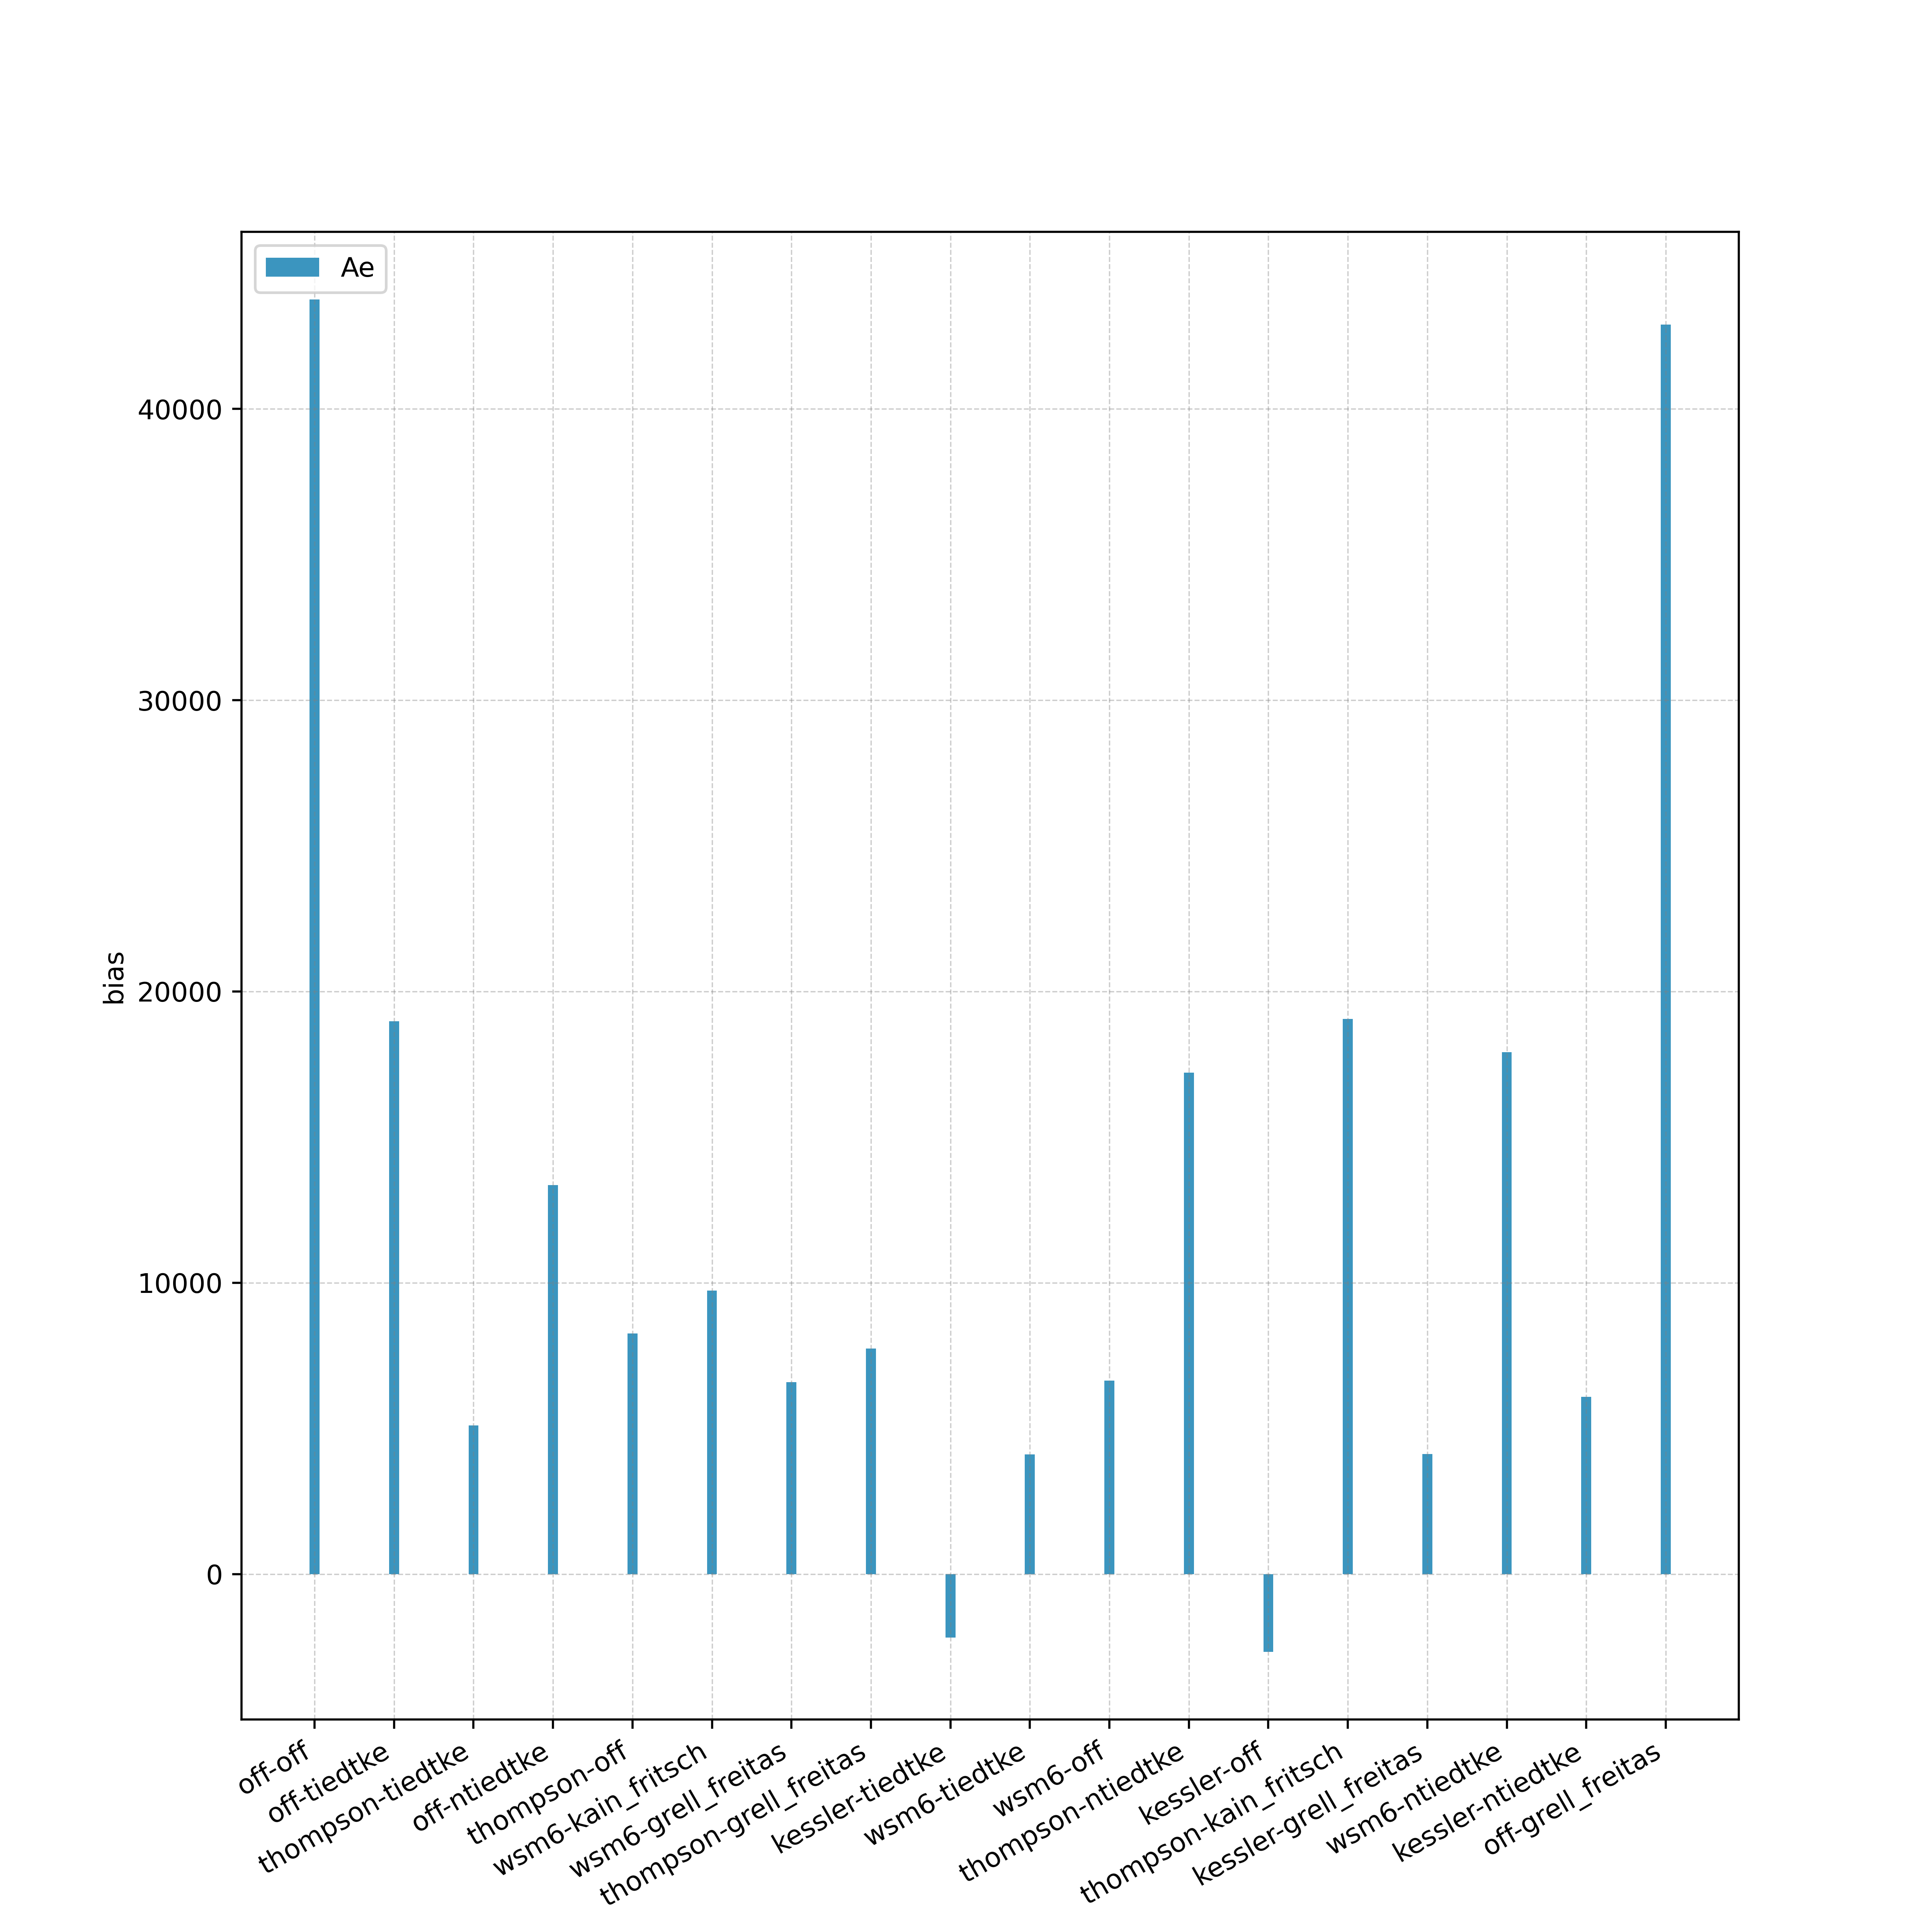 Ae
40000
30000
20000
10000
0
bias
off-off
off-tiedtke
thompson-tiedtke
off-ntiedtke
thompson-off
wsm6-kain_fritsch
wsm6-grell_freitas
thompson-grell_freitas
kessler-tiedtke
wsm6-tiedtke
wsm6-off
thompson-ntiedtke
kessler-off
thompson-kain_fritsch
kessler-grell_freitas
wsm6-ntiedtke
kessler-ntiedtke
off-grell_freitas